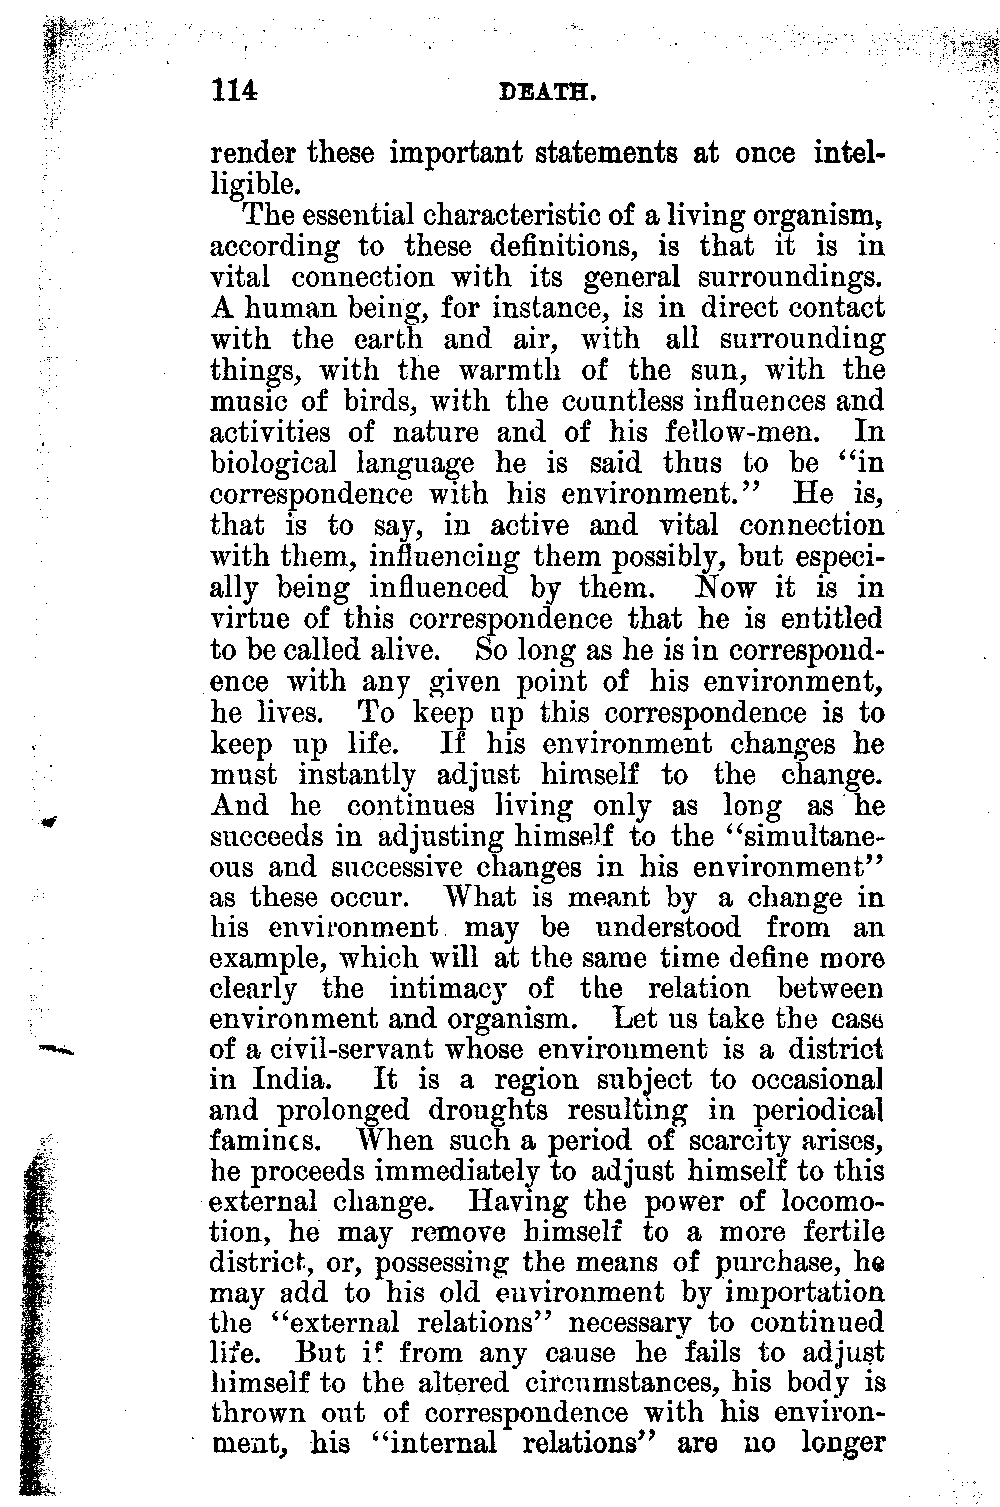 114 DEATH.
render these important statements at once intel-
ligible.
The essential characteristic of a living organism,
according to these definitions, is that it is in
vital connection with its general surroundings.
A human being, for instance, is in direct contact
with the earth and air, with all surrounding
things, with the warmth of the sun, with the
music of birds, with the countless influences and
activities of nature and of his fellow-men. In
biological language he is said thus to be “in
correspondence with his environment.” He is,
that is to say, in active and vital connection
with them, influencing them possibly, but especi-
ally being influenced by them. Now it is in
virtue of this correspondence that he is entitled
to be called alive. So long as he is in correspond-
ence with any given point of his environment,
he lives. To keep up this correspondence is to
keep up life. If his environment changes he
must instantly adjust himself to the change.
And he continues living only as long as he
succeeds in adjusting himself to the “simultane-
ous and successive changes in his environment”
as these occur. What is meant by a change in
his environment may be understood from an
example, which will at the same time define more
clearly the intimacy of the relation between
environment and organism. Let us take the case
of a civil-servant whose environment is a district
in India. It is a region subject to occasional
and prolonged droughts resulting in periodical
famines. When such a period of scarcity arises,
he proceeds immediately to adjust himself to this
external change. Having the power of locomo-
tion, he may remove himself to a more fertile
district, or, possessing the means of purchase, he
may add to his old environment by importation
the “external relations” necessary to continued
life. But if from any cause he fails to adjust
himself to the altered circumstances, his body is
thrown out of correspondence with his environ-
ment, his “internal relations” are no longer